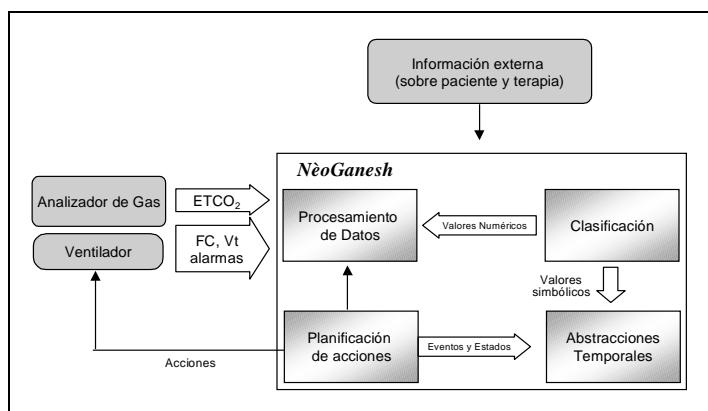 Información externa
(sobre paciente y terapia)
NèoGanesh
Analizador de Gas
ETCO₂
Procesamiento
de Datos
Valores Numéricos
Clasificación
Ventilador
FC, Vt
alarmas
Valores
simbólicos
Planificación
de acciones
Eventos y Estados
Abstracciones
Temporales
Acciones